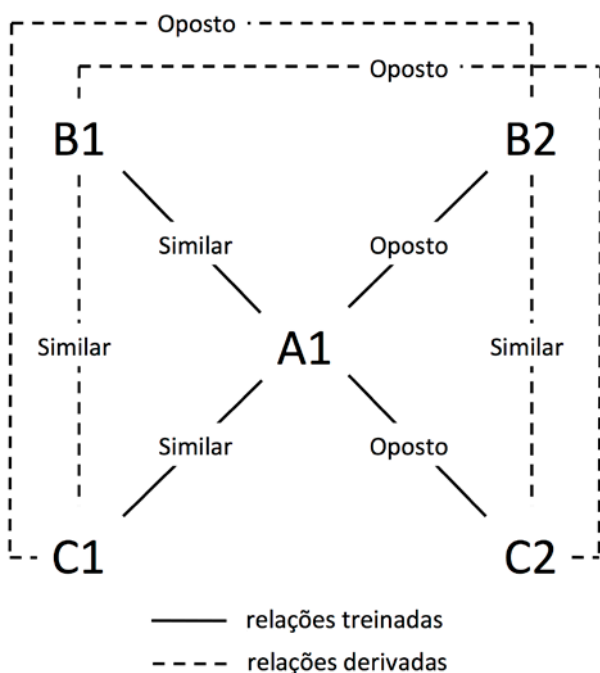 Oposto
Oposto
B1 B2
Similar Oposto
Similar A1 Similar
Similar Oposto
C1 C2
relações treinadas
relações derivadas